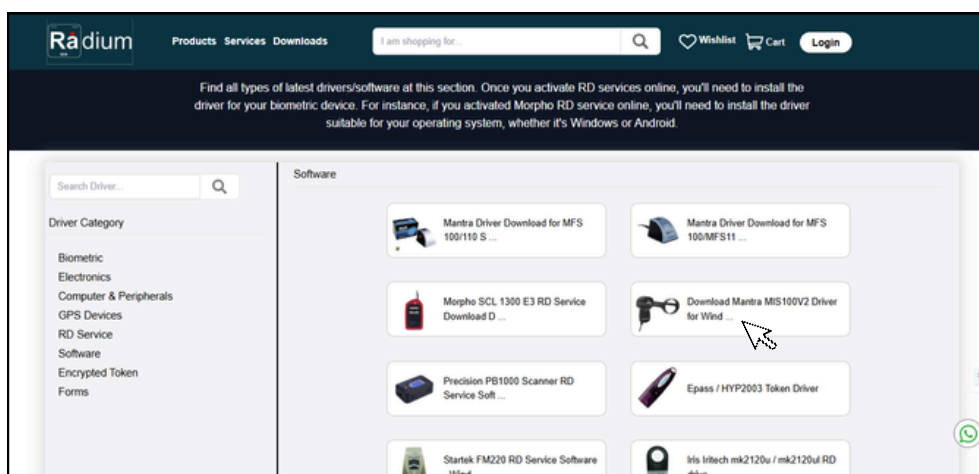 Radium
Products Services Downloads
I am shopping for...
Wishlist
Cart
Login
Find all types of latest drivers/software at this section. Once you activate RD services online, you'll need to install the
driver for your biometric device. For instance, if you activated Morpho RD service online, you'll need to install the driver
suitable for your operating system, whether it's Windows or Android.
Search Driver...
Driver Category
Biometric
Electronics
Computer & Peripherals
GPS Devices
RD Service
Software
Encrypted Token
Forms
Software
Mantra Driver Download for MFS
100/110 S ...
Mantra Driver Download for MFS
100/MFS11 ...
Morpho SCL 1300 E3 RD Service
Download D ...
Download Mantra MIS100V2 Driver
for Wind ...
Precision PB1000 Scanner RD
Service Soft ...
Epass / HYP2003 Token Driver
Startek FM220 RD Service Software
- Wind
Iris Iritech mk2120u / mk2120ul RD